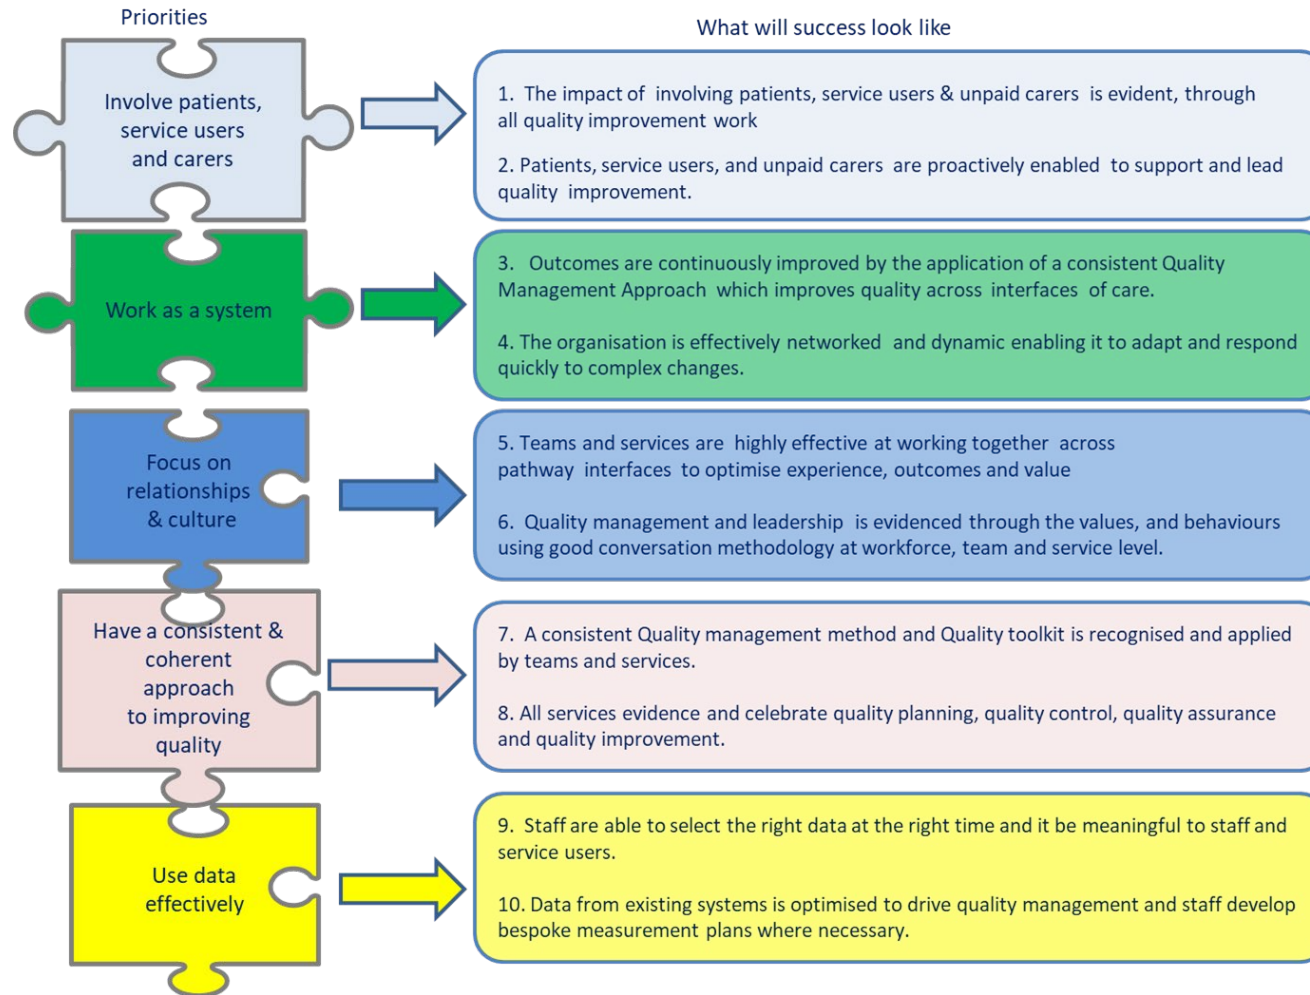 Priorities
What will success look like
Involve patients,
service users
and carers
1. The impact of involving patients, service users & unpaid carers is evident, through
all quality improvement work
2. Patients, service users, and unpaid carers are proactively enabled to support and lead
quality improvement.
Work as a system
3. Outcomes are continuously improved by the application of a consistent Quality
Management Approach which improves quality across interfaces of care.
4. The organisation is effectively networked and dynamic enabling it to adapt and respond
quickly to complex changes.
Focus on
relationships
& culture
5. Teams and services are highly effective at working together across
pathway interfaces to optimise experience, outcomes and value
6. Quality management and leadership is evidenced through the values, and behaviours
using good conversation methodology at workforce, team and service level.
Have a consistent &
coherent
approach
to improving
quality
7. A consistent Quality management method and Quality toolkit is recognised and applied
by teams and services.
8. All services evidence and celebrate quality planning, quality control, quality assurance
and quality improvement.
Use data
effectively
9. Staff are able to select the right data at the right time and it be meaningful to staff and
service users.
10. Data from existing systems is optimised to drive quality management and staff develop
bespoke measurement plans where necessary.